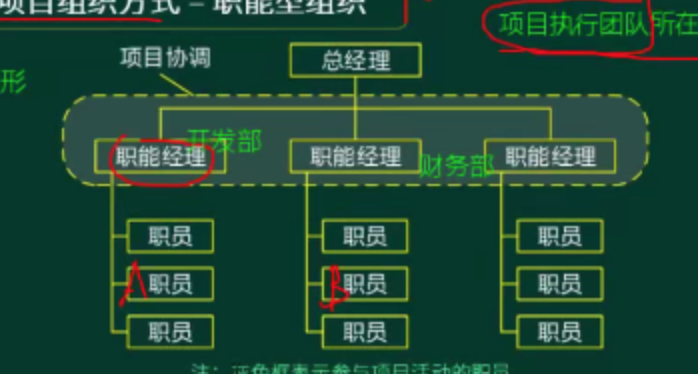 项目组织方式 - 职能型组织
项目执行团队所在
形
项目协调
总经理
开发部
职能经理
职能经理
财务部
职能经理
职员
职员
职员
A
职员
B
职员
职员
职员
职员
职员
注：蓝色框表示参与项目活动的职员